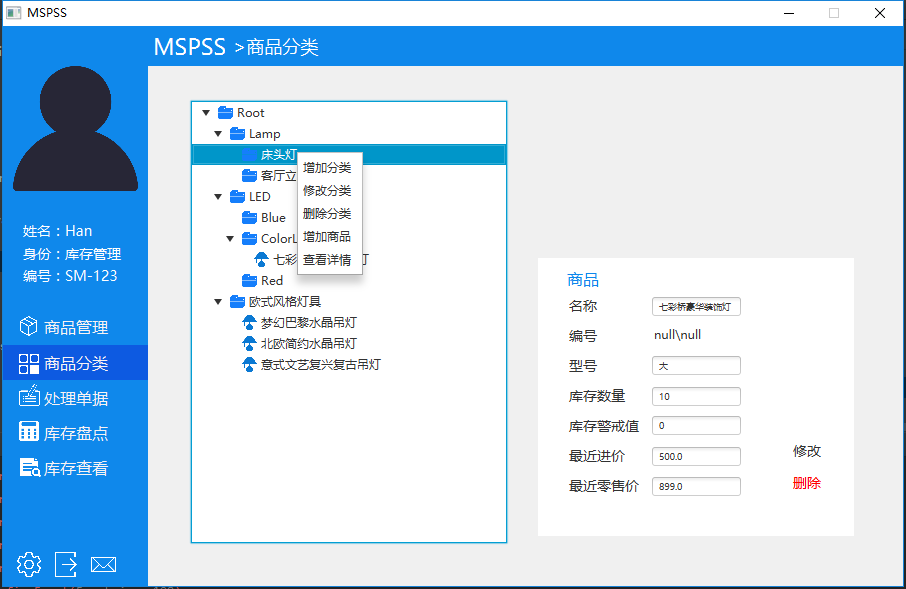 MSPSS
MSPSS >商品分类
姓名：Han
身份：库存管理
编号：SM-123
商品管理
商品分类
处理单据
库存盘点
库存查看
Root
Lamp
床头灯
客厅立
LED
Blue
ColorL
七彩
Red
欧式风格灯具
梦幻巴黎水晶吊灯
北欧简约水晶吊灯
意式文艺复兴复古吊灯
增加分类
修改分类
删除分类
增加商品
查看详情
商品
名称 七彩桥豪华装饰灯
编号 null\null
型号 大
库存数量 10
库存警戒值 0
最近进价 500.0
最近零售价 899.0
修改
删除